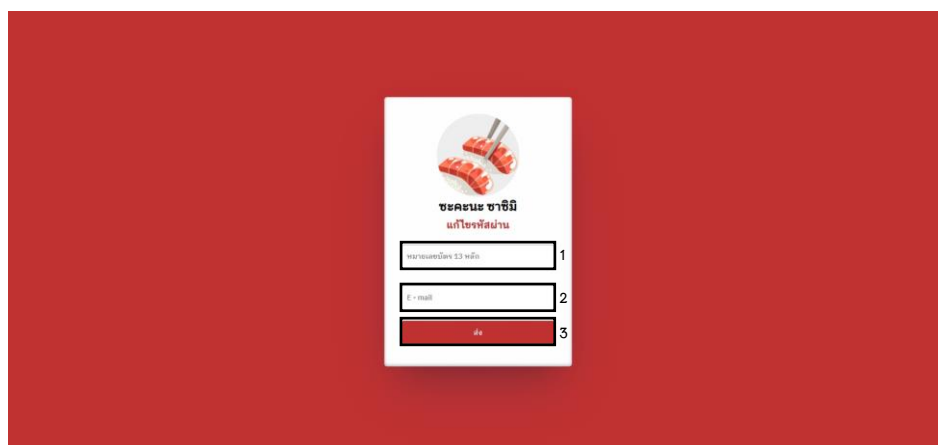 ซะคะนะ ซาชิมิ
แก้ไขรหัสผ่าน
หมายเลขบัตร 13 หลัก 1
E - mail 2
ส่ง 3